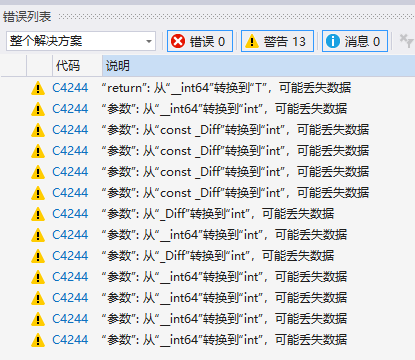 错误列表
整个解决方案 错误 0 警告 13 消息 0
代码 说明
C4244 “return”: 从“__int64”转换到“T”，可能丢失数据
C4244 “参数”: 从“__int64”转换到“int”，可能丢失数据
C4244 “参数”: 从“const _Diff”转换到“int”，可能丢失数据
C4244 “参数”: 从“__int64”转换到“int”，可能丢失数据
C4244 “参数”: 从“const _Diff”转换到“int”，可能丢失数据
C4244 “参数”: 从“const _Diff”转换到“int”，可能丢失数据
C4244 “参数”: 从“_Diff”转换到“int”，可能丢失数据
C4244 “参数”: 从“__int64”转换到“int”，可能丢失数据
C4244 “参数”: 从“_Diff”转换到“int”，可能丢失数据
C4244 “参数”: 从“__int64”转换到“int”，可能丢失数据
C4244 “参数”: 从“__int64”转换到“int”，可能丢失数据
C4244 “参数”: 从“__int64”转换到“int”，可能丢失数据
C4244 “参数”: 从“__int64”转换到“int”，可能丢失数据